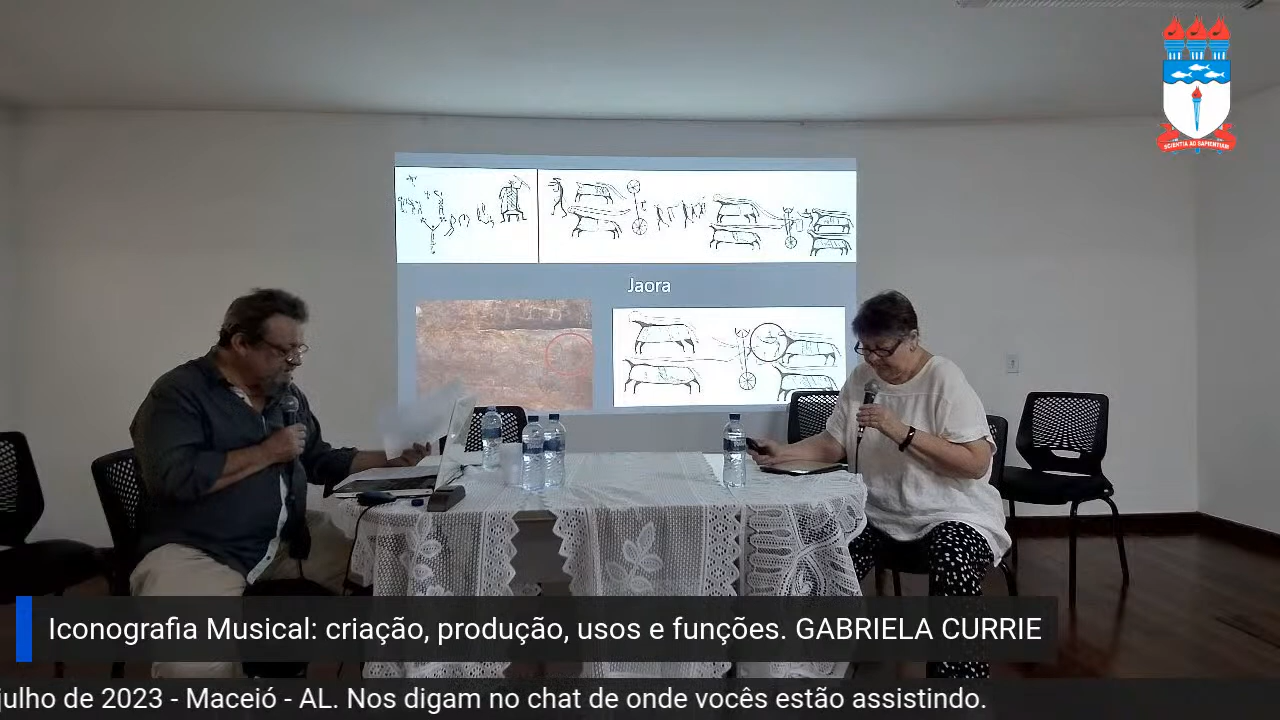 SCIENTIA AD SAPIENTIAM
Jaora
Iconografia Musical: criação, produção, usos e funções. GABRIELA CURRIE
julho de 2023 - Maceió - AL. Nos digam no chat de onde vocês estão assistindo.